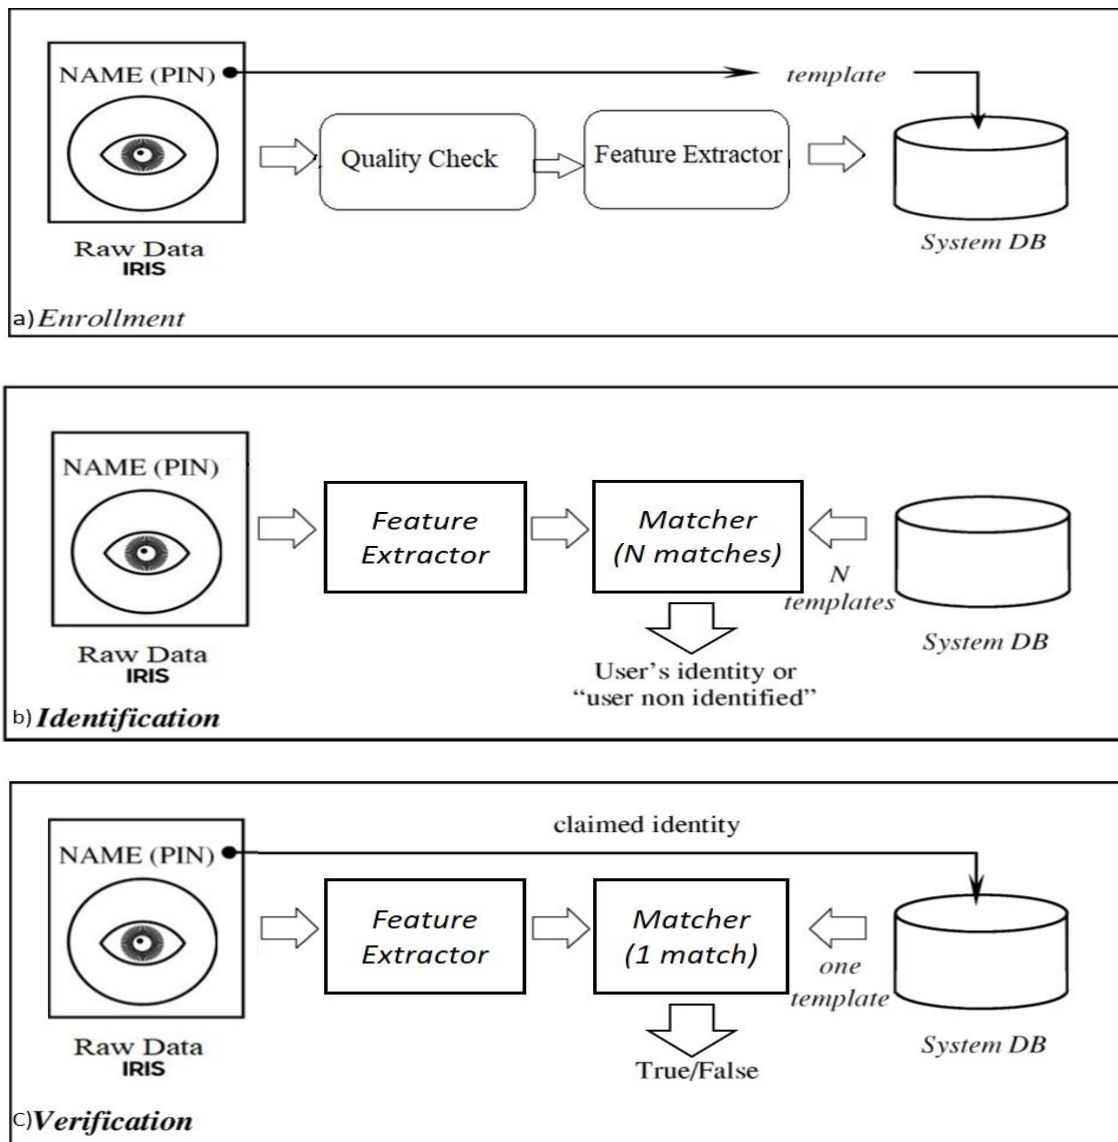 NAME (PIN)
template
Quality Check
Feature Extractor
System DB
Raw Data
IRIS
a) Enrollment
NAME (PIN)
Feature
Extractor
Matcher
(N matches)
N
templates
System DB
Raw Data
IRIS
User's identity or
“user non identified”
b) Identification
claimed identity
NAME (PIN)
Feature
Extractor
Matcher
(1 match)
one
template
System DB
Raw Data
IRIS
True/False
C) Verification